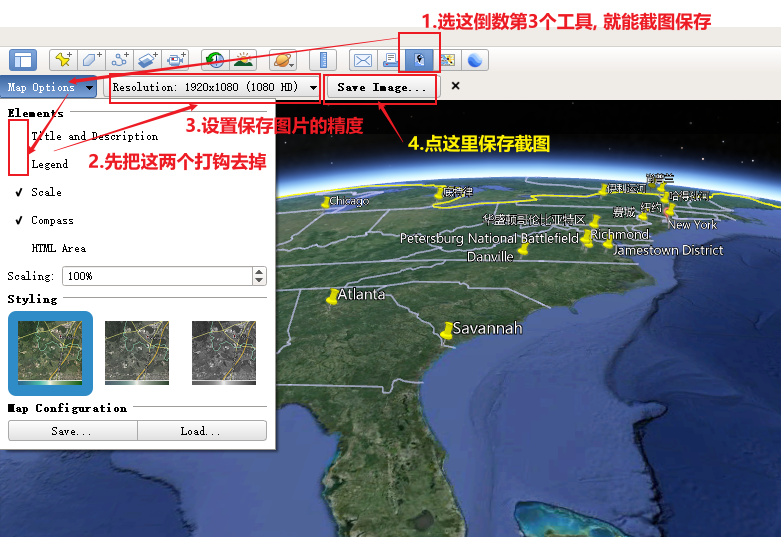 1.选这倒数第3个工具, 就能截图保存
Map Options
Resolution: 1920x1080 (1080 HD)
Save Image...
Elements
Title and Description
3.设置保存图片的精度
4.点这里保存截图
2.先把这两个打钩去掉
Legend
Scale
Compass
HTML Area
Scaling: 100%
Styling
Map Configuration
Save...
Load...
Chicago
底特律
伊利运河
哈得孙河
费城
纽约
New York
华盛顿哥伦比亚特区
Richmond
Petersburg National Battlefield
Jamestown District
Danville
Atlanta
Savannah